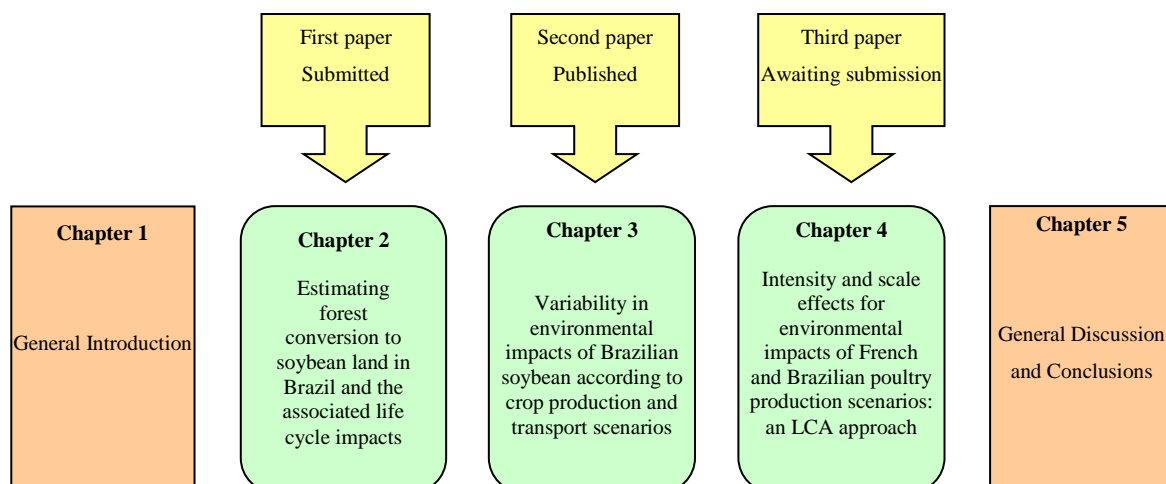 First paper
Submitted
Second paper
Published
Third paper
Awaiting submission
Chapter 1
General Introduction
Chapter 2
Estimating
forest
conversion to
soybean land in
Brazil and the
associated life
cycle impacts
Chapter 3
Variability in
environmental
impacts of Brazilian
soybean according to
crop production and
transport scenarios
Chapter 4
Intensity and scale
effects for
environmental
impacts of French
and Brazilian poultry
production scenarios:
an LCA approach
Chapter 5
General Discussion
and Conclusions